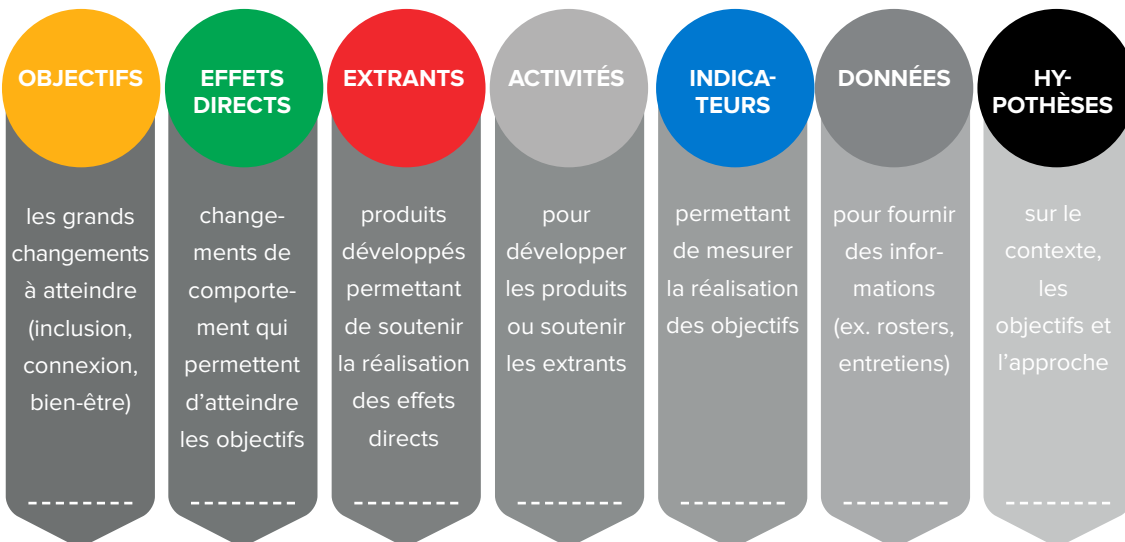 OBJECTIFS
les grands
changements
à atteindre
(inclusion,
connexion,
bien-être)
EFFETS
DIRECTS
change-
ments de
comporte-
ment qui
permettent
d’atteindre
les objectifs
EXTRANTS
produits
développés
permettant
de soutenir
la réalisation
des effets
directs
ACTIVITÉS
pour
développer
les produits
ou soutenir
les extrants
INDICA-
TEURS
permettant
de mesurer
la réalisation
des objectifs
DONNÉES
pour fournir
des infor-
mations
(ex. rosters,
entretiens)
HY-
POTHÈSES
sur le
contexte,
les
objectifs et
l’approche